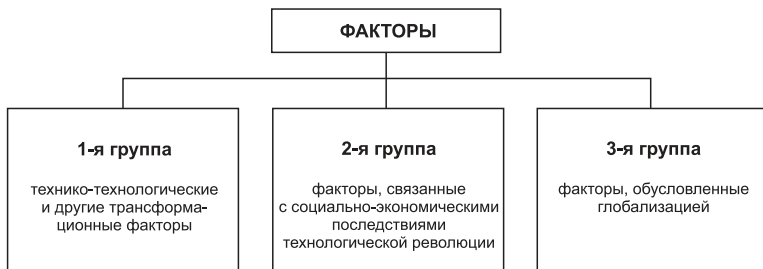 ФАКТОРЫ
1-я группа
технико-технологические
и другие трансформа-
ционные факторы
2-я группа
факторы, связанные
с социально-экономическими
последствиями
технологической революции
3-я группа
факторы, обусловленные
глобализацией